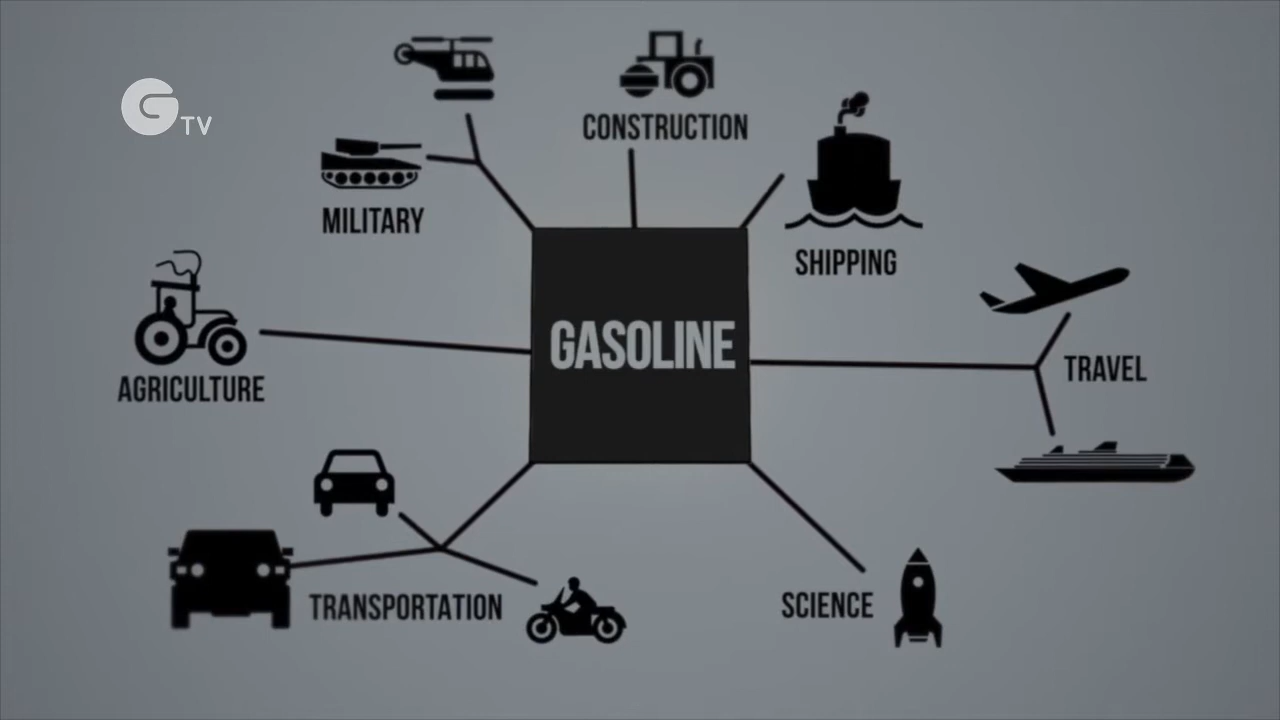 G TV
CONSTRUCTION
MILITARY
SHIPPING
GASOLINE
TRAVEL
AGRICULTURE
TRANSPORTATION
SCIENCE